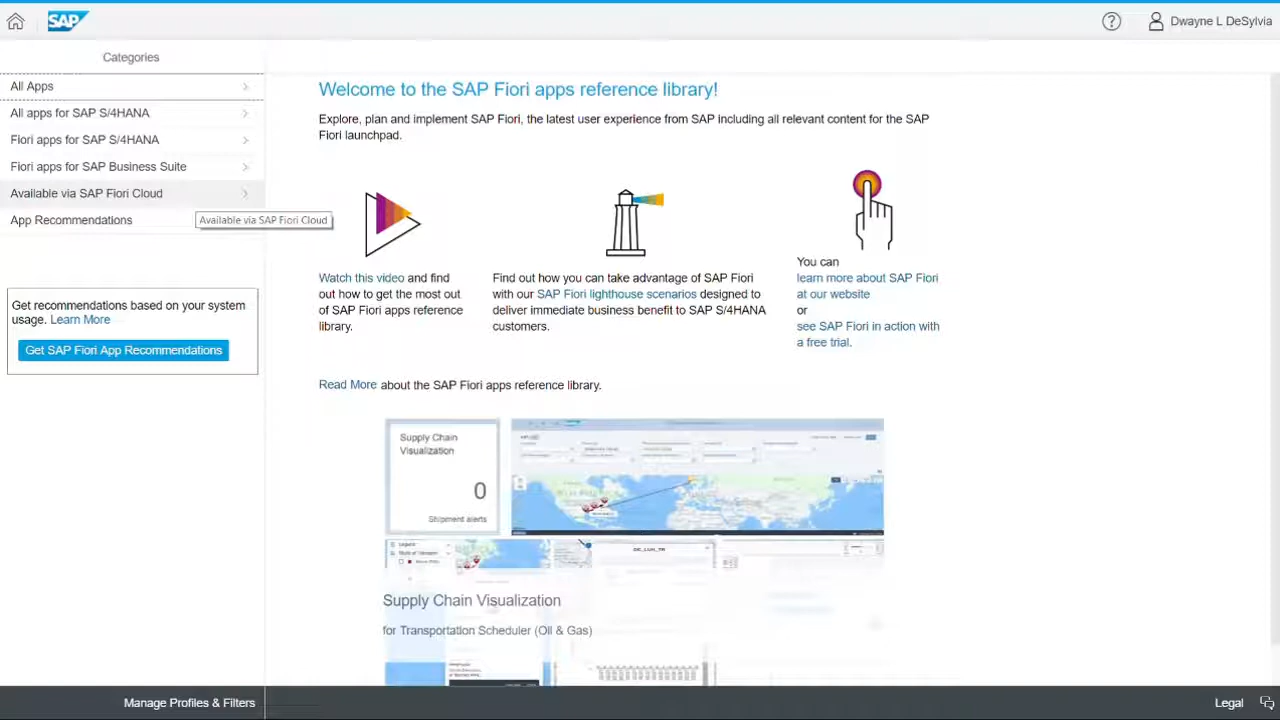 SAP
Dwayne L DeSylvia
Categories
All Apps
All apps for SAP S/4HANA
Fiori apps for SAP S/4HANA
Fiori apps for SAP Business Suite
Available via SAP Fiori Cloud
App Recommendations
Available via SAP Fiori Cloud
Get recommendations based on your system
usage. Learn More
Get SAP Fiori App Recommendations
Welcome to the SAP Fiori apps reference library!
Explore, plan and implement SAP Fiori, the latest user experience from SAP including all relevant content for the SAP
Fiori launchpad.
Watch this video and find
out how to get the most out
of SAP Fiori apps reference
library.
Find out how you can take advantage of SAP Fiori
with our SAP Fiori lighthouse scenarios designed to
deliver immediate business benefit to SAP S/4HANA
customers.
You can
learn more about SAP Fiori
at our website
or
see SAP Fiori in action with
a free trial.
Read More about the SAP Fiori apps reference library.
Supply Chain
Visualization
0
Shipment alerts
Supply Chain Visualization
for Transportation Scheduler (Oil & Gas)
Manage Profiles & Filters
Legal